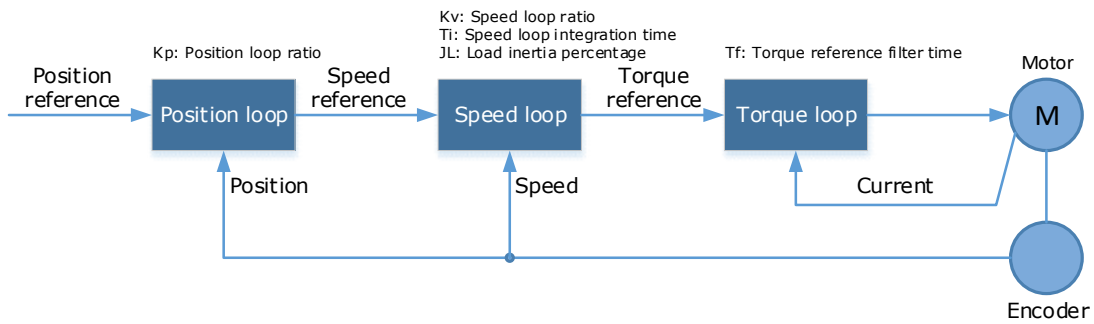 Kv: Speed loop ratio
Ti: Speed loop integration time
Kp: Position loop ratio
JL: Load inertia percentage
Tf: Torque reference filter time
Position
reference
Speed
reference
Torque
reference
Motor
Position loop
Speed loop
Torque loop
M
Position
Speed
Current
Encoder